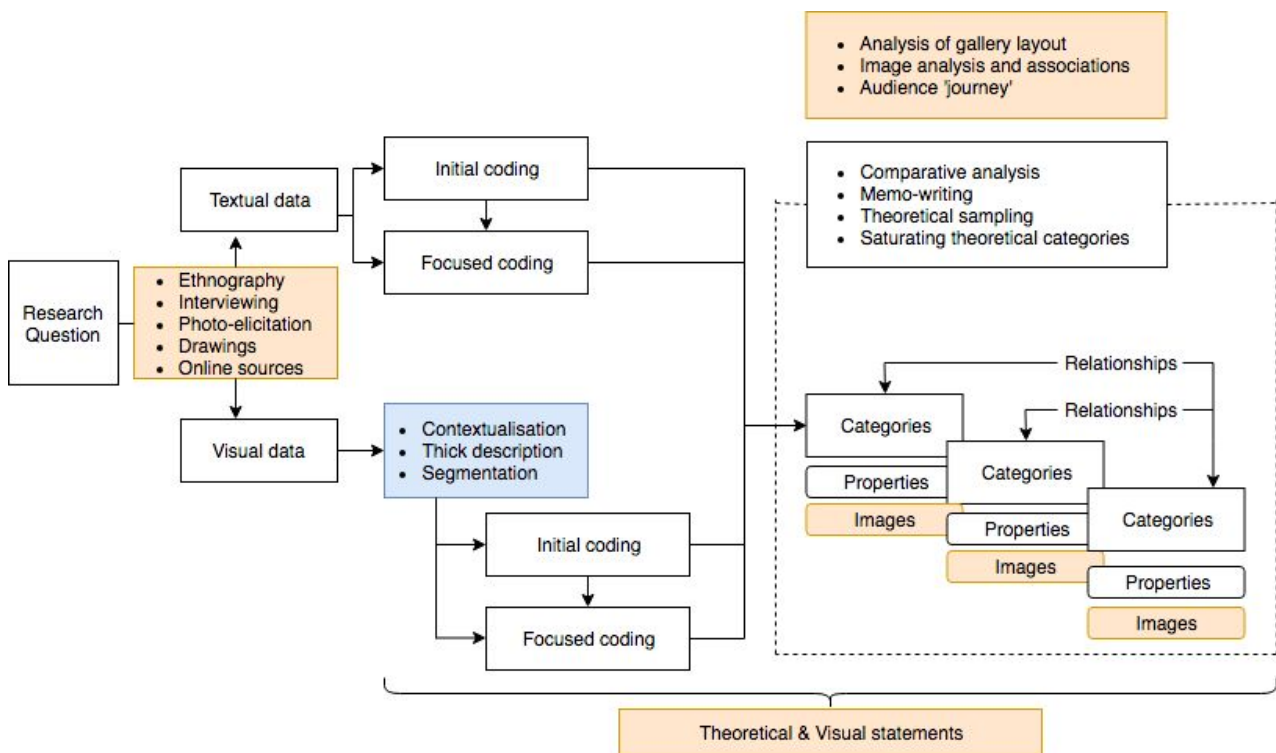 • Analysis of gallery layout
• Image analysis and associations
• Audience 'journey'
• Comparative analysis
• Memo-writing
• Theoretical sampling
• Saturating theoretical categories
Research
Question
• Ethnography
• Interviewing
• Photo-elicitation
• Drawings
• Online sources
Textual data
Initial coding
Focused coding
Visual data
• Contextualisation
• Thick description
• Segmentation
Initial coding
Focused coding
Relationships
Relationships
Categories
Properties
Images
Categories
Properties
Images
Categories
Properties
Images
Theoretical & Visual statements